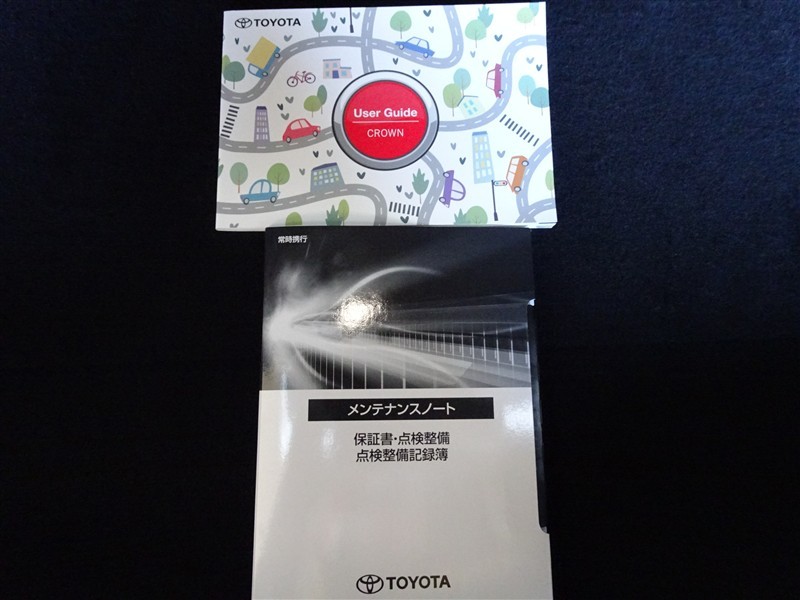 TOYOTA
User Guide
CROWN
常時携行
メンテナンスノート
保証書・点検整備
点検整備記録簿
TOYOTA